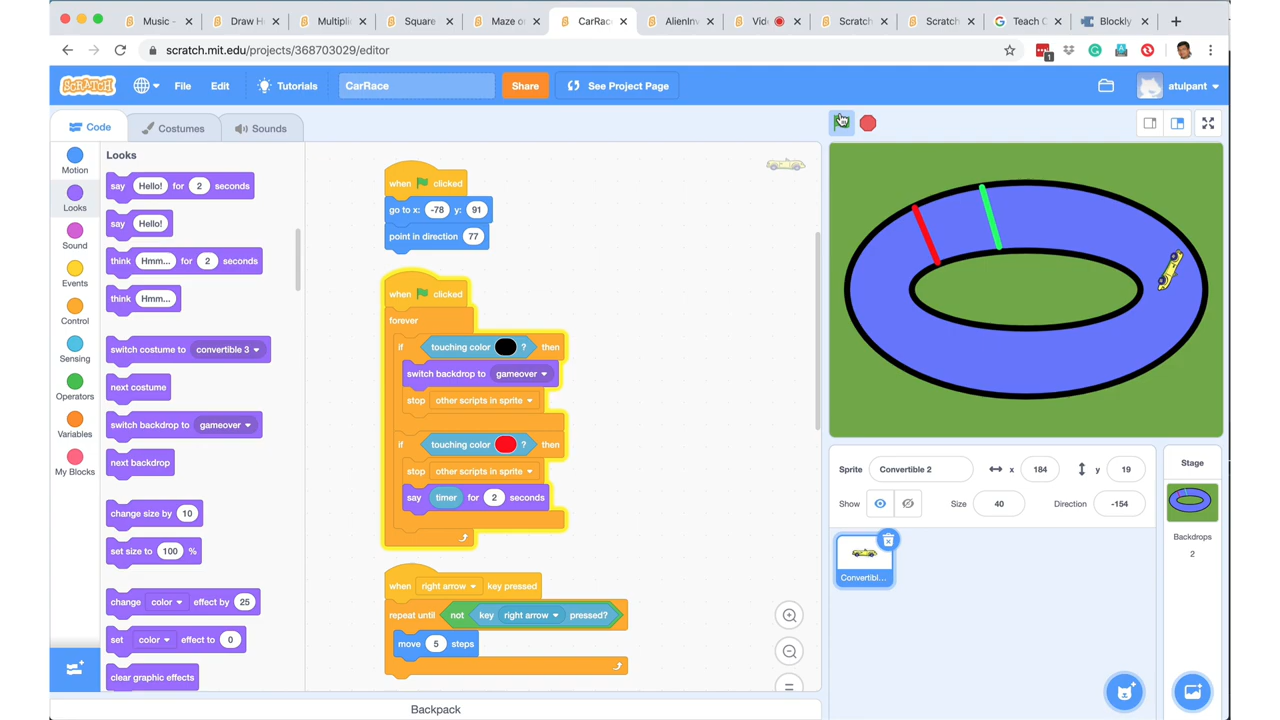 Music -
Draw H
Multipli
Square
Maze o
CarRace
AlienInv
Vid
Scratch
Scratch
Teach C
Blockly
scratch.mit.edu/projects/368703029/editor
1
SCRATCH
File
Edit
Tutorials
CarRace
Share
See Project Page
atulpant
Code
Costumes
Sounds
Motion
Looks
Sound
Events
Control
Sensing
Operators
Variables
My Blocks
Looks
say Hello! for 2 seconds
say Hello!
think Hmm... for 2 seconds
think Hmm...
switch costume to convertible 3
next costume
switch backdrop to gameover
next backdrop
change size by 10
set size to 100 %
change color effect by 25
set color effect to 0
clear graphic effects
when clicked
go to x: -78 y: 91
point in direction 77
when clicked
forever
if touching color ? then
switch backdrop to gameover
stop other scripts in sprite
if touching color ? then
stop other scripts in sprite
say timer for 2 seconds
when right arrow key pressed
repeat until not key right arrow pressed?
move 5 steps
Sprite Convertible 2 x 184 y 19
Show Size 40 Direction -154
Convertibl...
Stage
Backdrops
2
Backpack